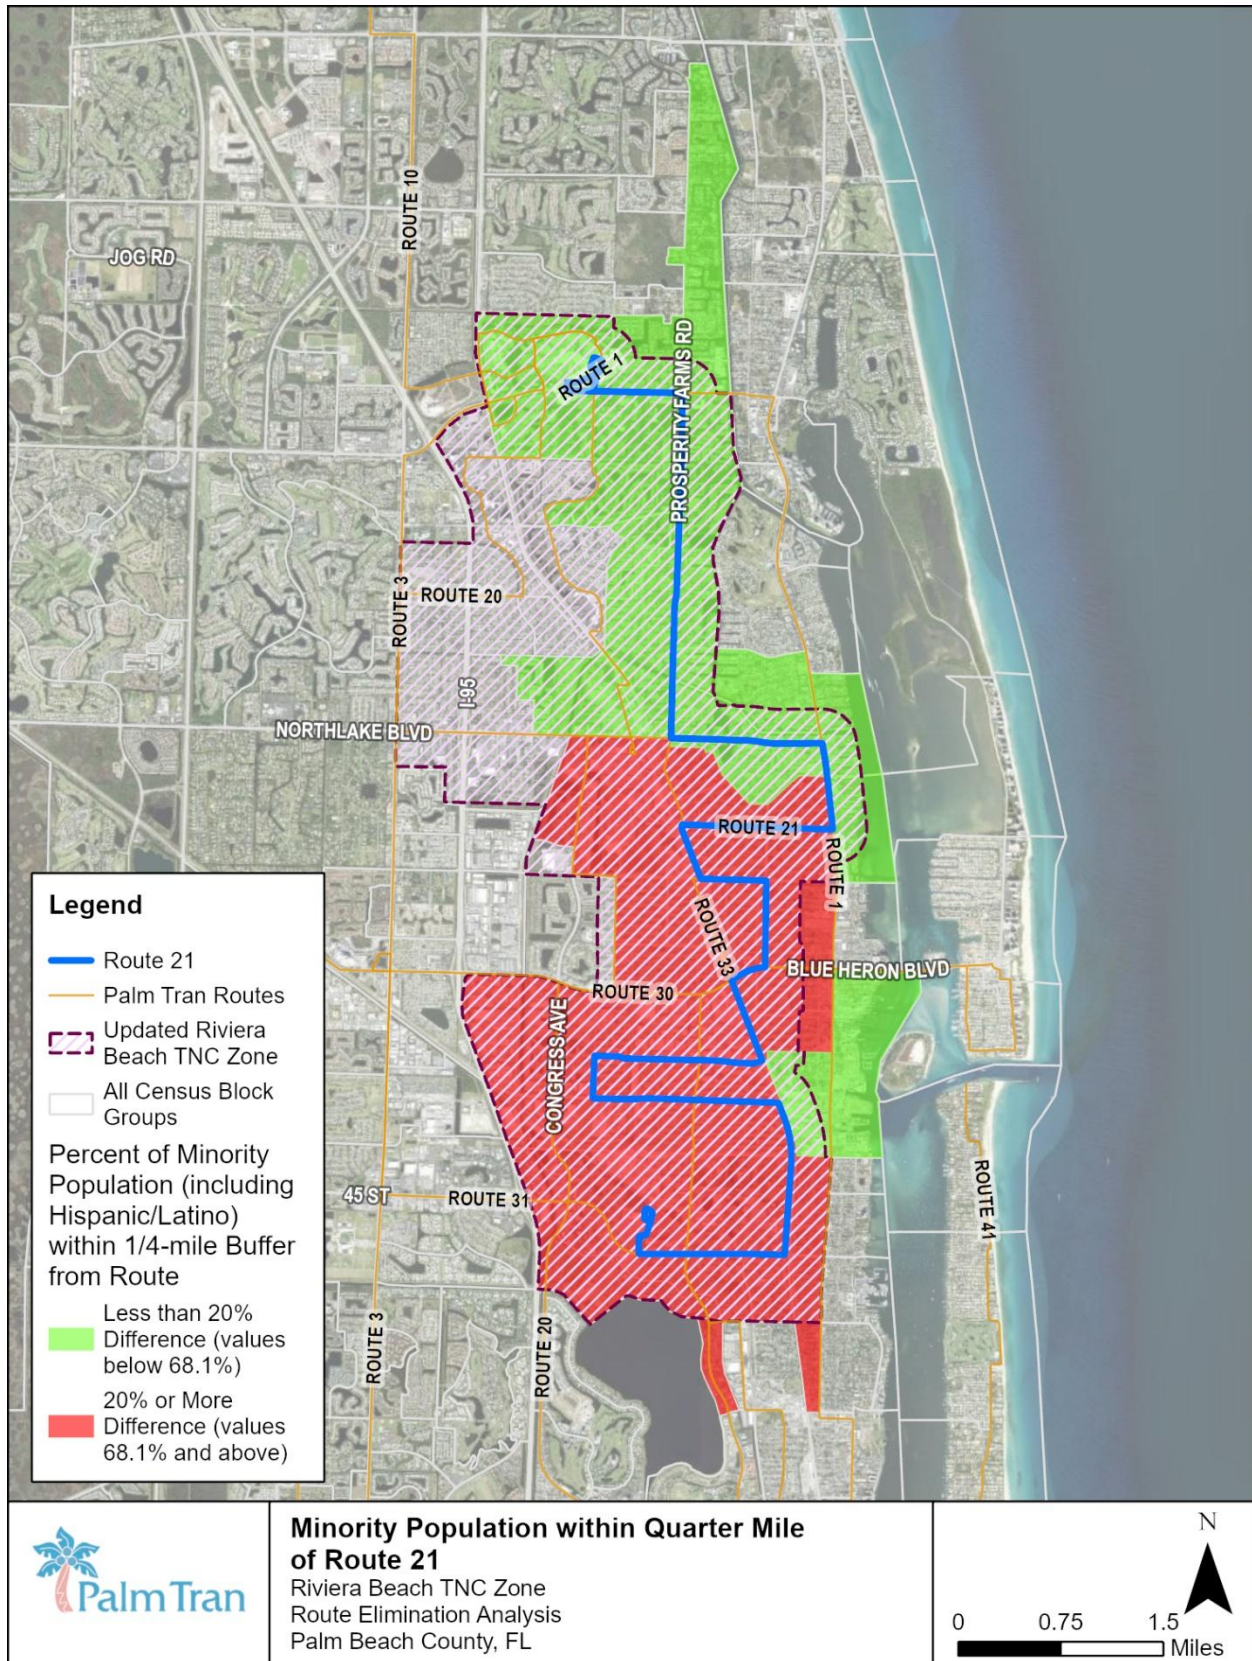 ROUTE 10
JOG RD
ROUTE 1
PROSPERITY FARMS RD
ROUTE 3
ROUTE 20
I-95
NORTHLAKE BLVD
ROUTE 21
ROUTE 1
ROUTE 33
BLUE HERON BLVD
ROUTE 30
CONGRESS AVE
45 ST
ROUTE 31
ROUTE 41
ROUTE 3
ROUTE 20
Legend
Route 21
Palm Tran Routes
Updated Riviera
Beach TNC Zone
All Census Block
Groups
Percent of Minority
Population (including
Hispanic/Latino)
within 1/4-mile Buffer
from Route
Less than 20%
Difference (values
below 68.1%)
20% or More
Difference (values
68.1% and above)
Palm Tran
Minority Population within Quarter Mile
of Route 21
Riviera Beach TNC Zone
Route Elimination Analysis
Palm Beach County, FL
N
0 0.75 1.5
Miles